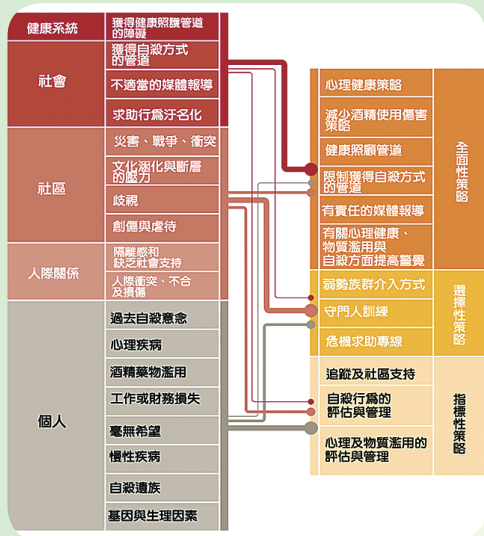 健康系統
獲得健康照護管道
的障礙
社會
獲得自殺方式
的管道
不適當的媒體報導
求助行為汙名化
社區
災害、戰爭、衝突
文化涵化與斷層
的壓力
歧視
創傷與虐待
人際關係
隔離感和
缺乏社會支持
人際衝突、不合
及損傷
個人
過去自殺意念
心理疾病
酒精藥物濫用
工作或財務損失
毫無希望
慢性疾病
自殺遺族
基因與生理因素
心理健康策略
減少酒精使用傷害
策略
健康照顧管道
限制獲得自殺方式
的管道
有責任的媒體報導
有關心理健康、
物質濫用與
自殺方面提高警覺
全面性策略
弱勢族群介入方式
守門人訓練
危機求助專線
選擇性策略
追蹤及社區支持
自殺行為的
評估與管理
心理及物質濫用的
評估與管理
指標性策略